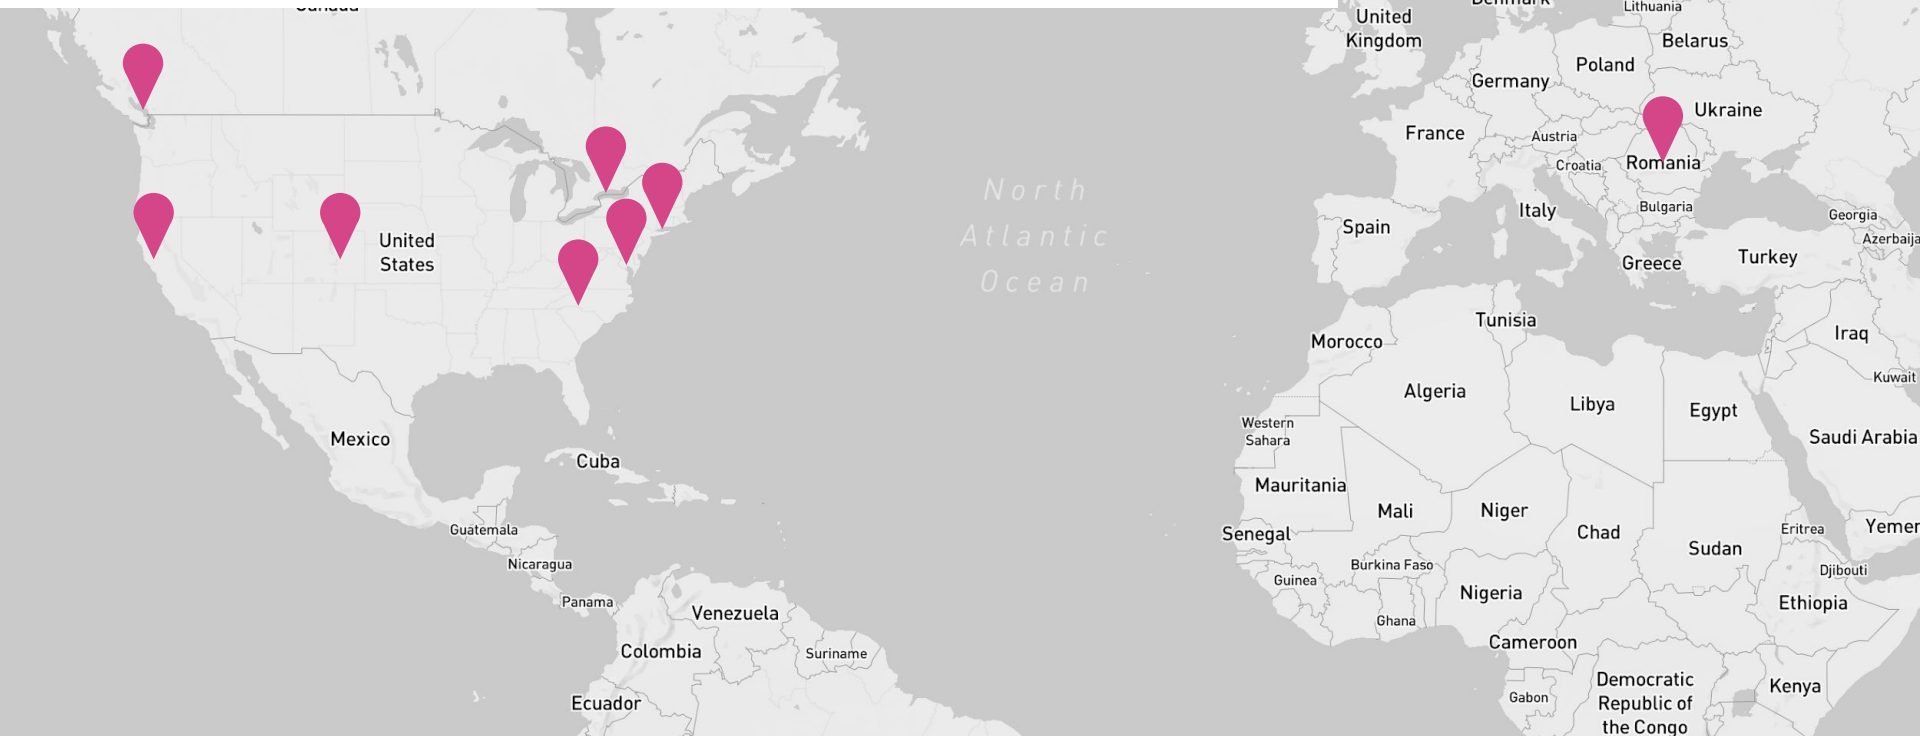 Canada
United
States
Mexico
Cuba
Guatemala
Nicaragua
Panama
Venezuela
Colombia
Suriname
Ecuador
North
Atlantic
Ocean
Denmark
Lithuania
United
Kingdom
Belarus
Poland
Germany
Ukraine
France
Austria
Croatia
Romania
Bulgaria
Italy
Spain
Georgia
Azerbaija
Greece
Turkey
Tunisia
Morocco
Iraq
Kuwait
Algeria
Libya
Egypt
Western
Sahara
Saudi Arabia
Mauritania
Mali
Niger
Chad
Senegal
Sudan
Eritrea
Yemer
Burkina Faso
Guinea
Djibouti
Nigeria
Ethiopia
Ghana
Cameroon
Democratic
Republic of
the Congo
Gabon
Kenya